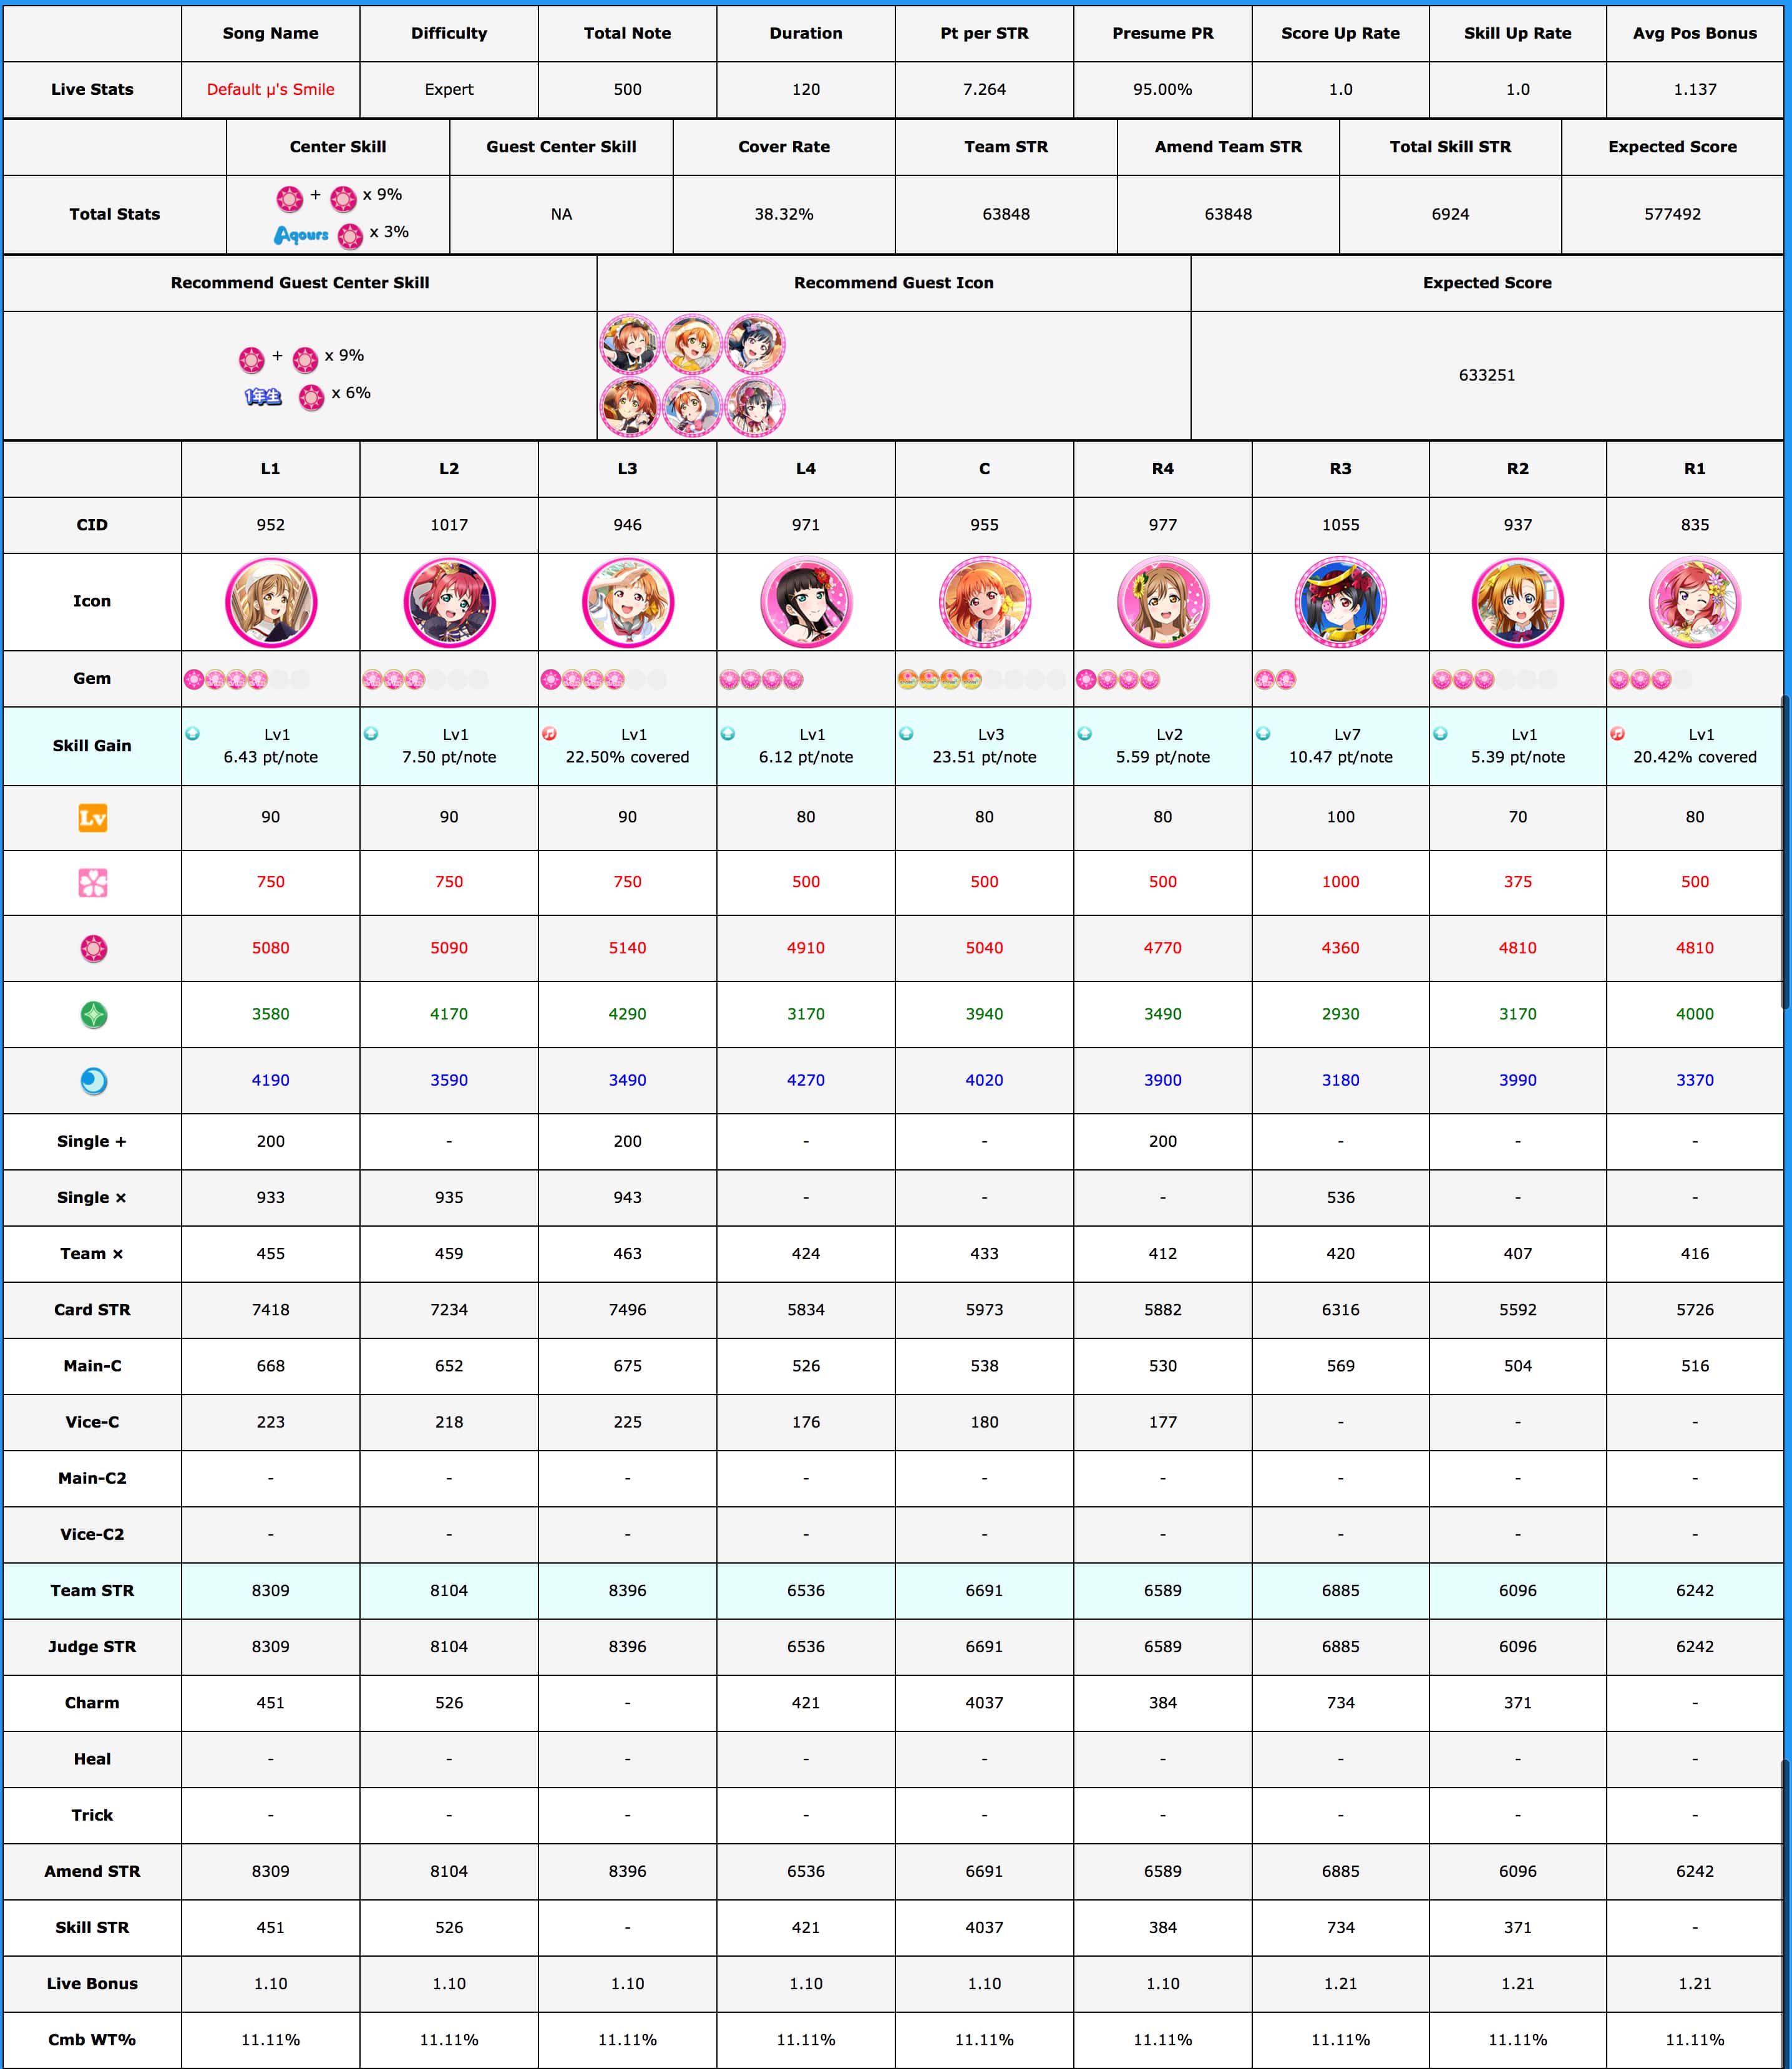 Song Name Difficulty Total Note Duration Pt per STR Presume PR Score Up Rate Skill Up Rate Avg Pos Bonus
Live Stats Default μ's Smile Expert 500 120 7.264 95.00% 1.0 1.0 1.137
Center Skill Guest Center Skill Cover Rate Team STR Amend Team STR Total Skill STR Expected Score
+ x 9%
Total Stats NA 38.32% 63848 63848 6924 577492
Aqours x 3%
Recommend Guest Center Skill Recommend Guest Icon Expected Score
+ x 9%
633251
1年生 x 6%
L1 L2 L3 L4 C R4 R3 R2 R1
CID 952 1017 946 971 955 977 1055 937 835
Icon
Gem
Lv1 Lv1 Lv1 Lv1 Lv3 Lv2 Lv7 Lv1 Lv1
Skill Gain
6.43 pt/note 7.50 pt/note 22.50% covered 6.12 pt/note 23.51 pt/note 5.59 pt/note 10.47 pt/note 5.39 pt/note 20.42% covered
Lv 90 90 90 80 80 80 100 70 80
750 750 750 500 500 500 1000 375 500
5080 5090 5140 4910 5040 4770 4360 4810 4810
3580 4170 4290 3170 3940 3490 2930 3170 4000
4190 3590 3490 4270 4020 3900 3180 3990 3370
Single + 200 - 200 - - 200 - - -
Single × 933 935 943 - - - 536 - -
Team × 455 459 463 424 433 412 420 407 416
Card STR 7418 7234 7496 5834 5973 5882 6316 5592 5726
Main-C 668 652 675 526 538 530 569 504 516
Vice-C 223 218 225 176 180 177 - - -
Main-C2 - - - - - - - - -
Vice-C2 - - - - - - - - -
Team STR 8309 8104 8396 6536 6691 6589 6885 6096 6242
Judge STR 8309 8104 8396 6536 6691 6589 6885 6096 6242
Charm 451 526 - 421 4037 384 734 371 -
Heal - - - - - - - - -
Trick - - - - - - - - -
Amend STR 8309 8104 8396 6536 6691 6589 6885 6096 6242
Skill STR 451 526 - 421 4037 384 734 371 -
Live Bonus 1.10 1.10 1.10 1.10 1.10 1.10 1.21 1.21 1.21
Cmb WT% 11.11% 11.11% 11.11% 11.11% 11.11% 11.11% 11.11% 11.11% 11.11%